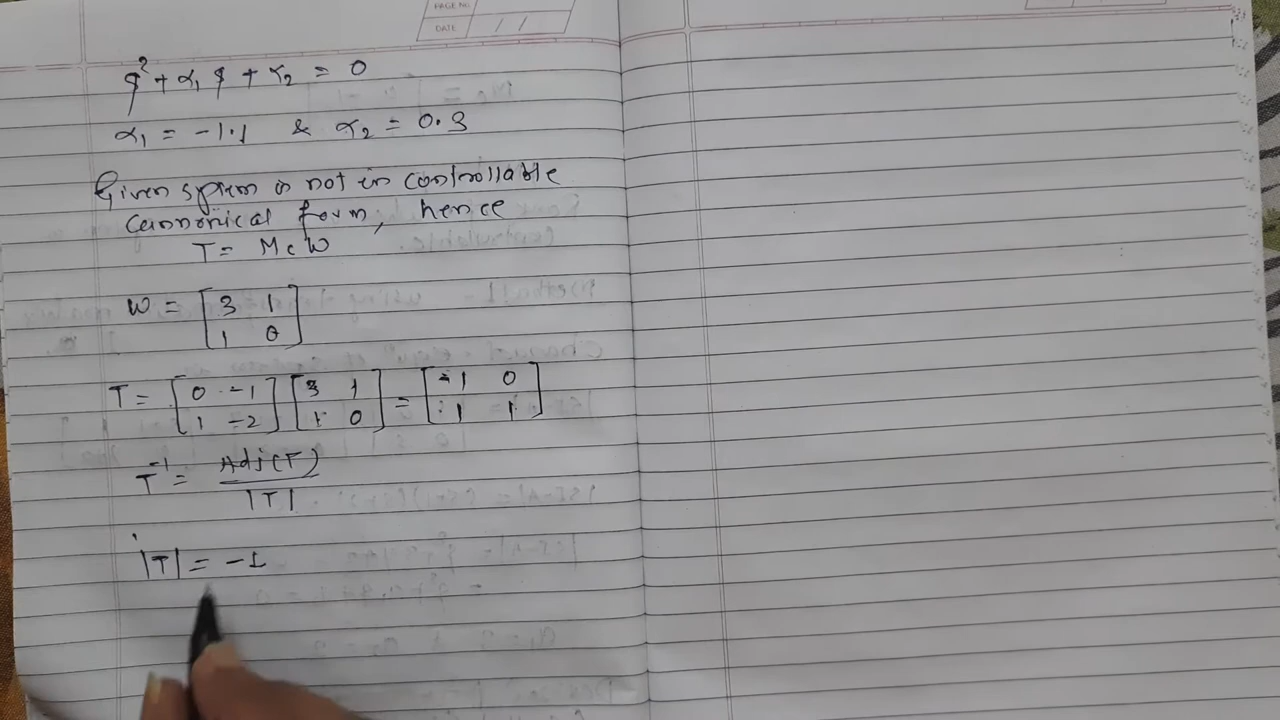 PAGE NO.
DATE / /
s² + α₁ s + α₂ = 0
α₁ = -1.1 & α₂ = 0.3
Given system is not in controllable
cannonical form, hence
T = Mc W
W = [3 1; 1 0]
T = [0 -1; 1 -2] [3 1; 1 0] = [-1 0; 1 1]
T⁻¹ = Adj(T) / |T|
|T| = -1